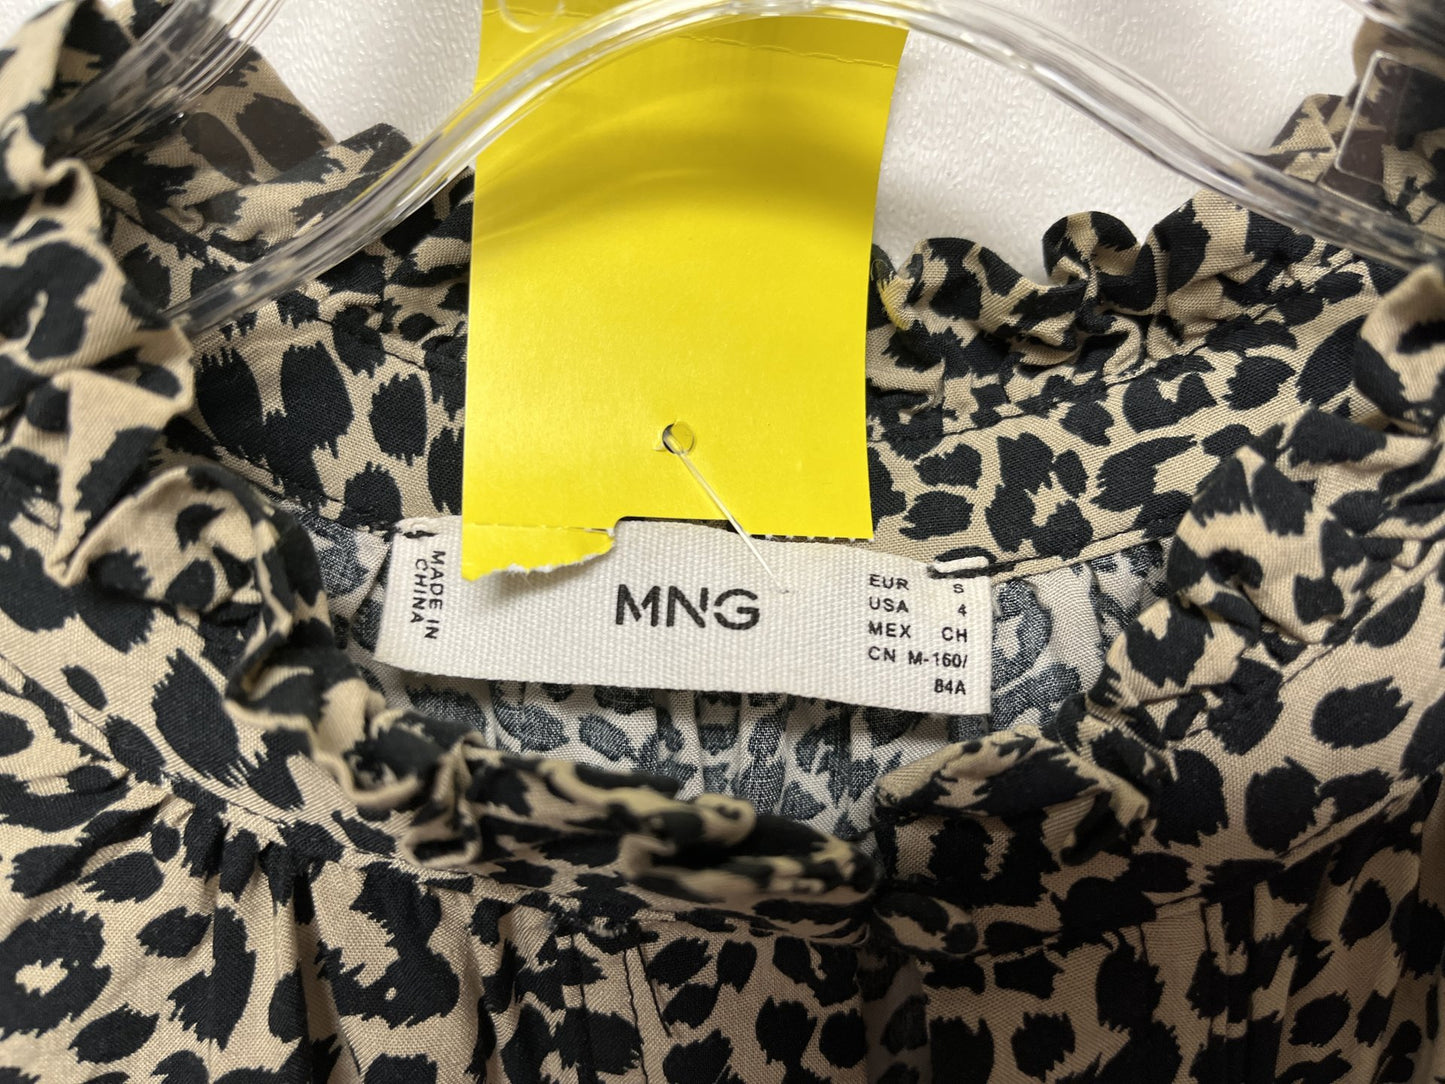 MADE IN
CHINA
MNG
EUR S
USA 4
MEX CH
CN M-160/
84A